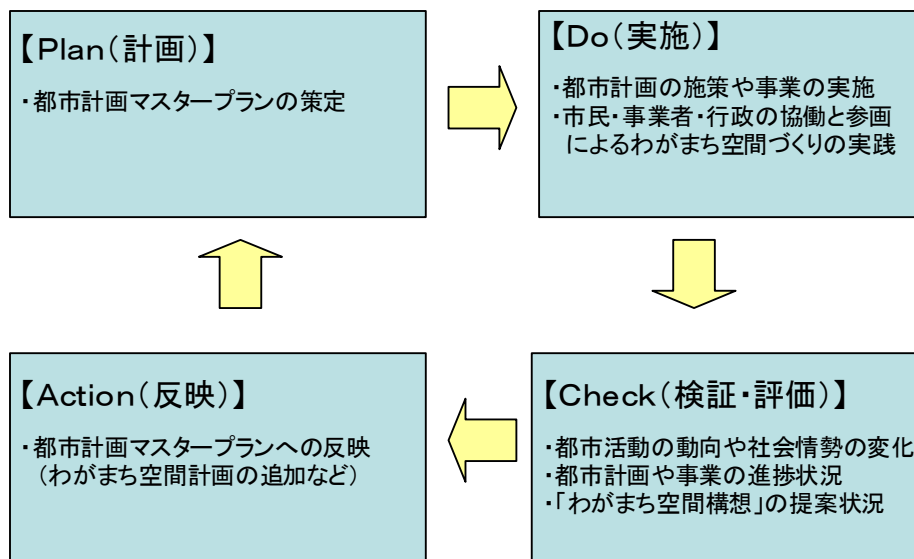 【Plan(計画)】
・都市計画マスタープランの策定
【Do(実施)】
・都市計画の施策や事業の実施
・市民・事業者・行政の協働と参画
によるわがまち空間づくりの実践
【Action(反映)】
・都市計画マスタープランへの反映
(わがまち空間計画の追加など)
【Check(検証・評価)】
・都市活動の動向や社会情勢の変化
・都市計画や事業の進捗状況
・「わがまち空間構想」の提案状況